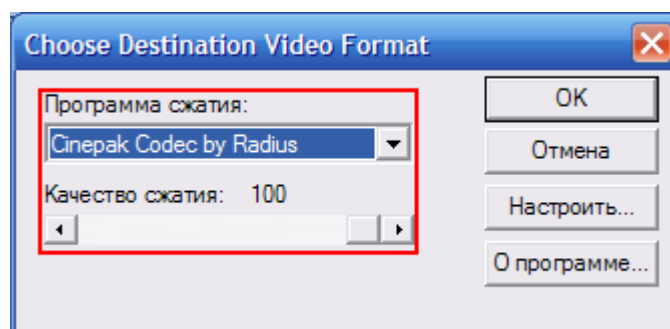 Choose Destination Video Format
Программа сжатия:
Cinepak Codec by Radius
Качество сжатия: 100
OK
Отмена
Настроить...
О программе...